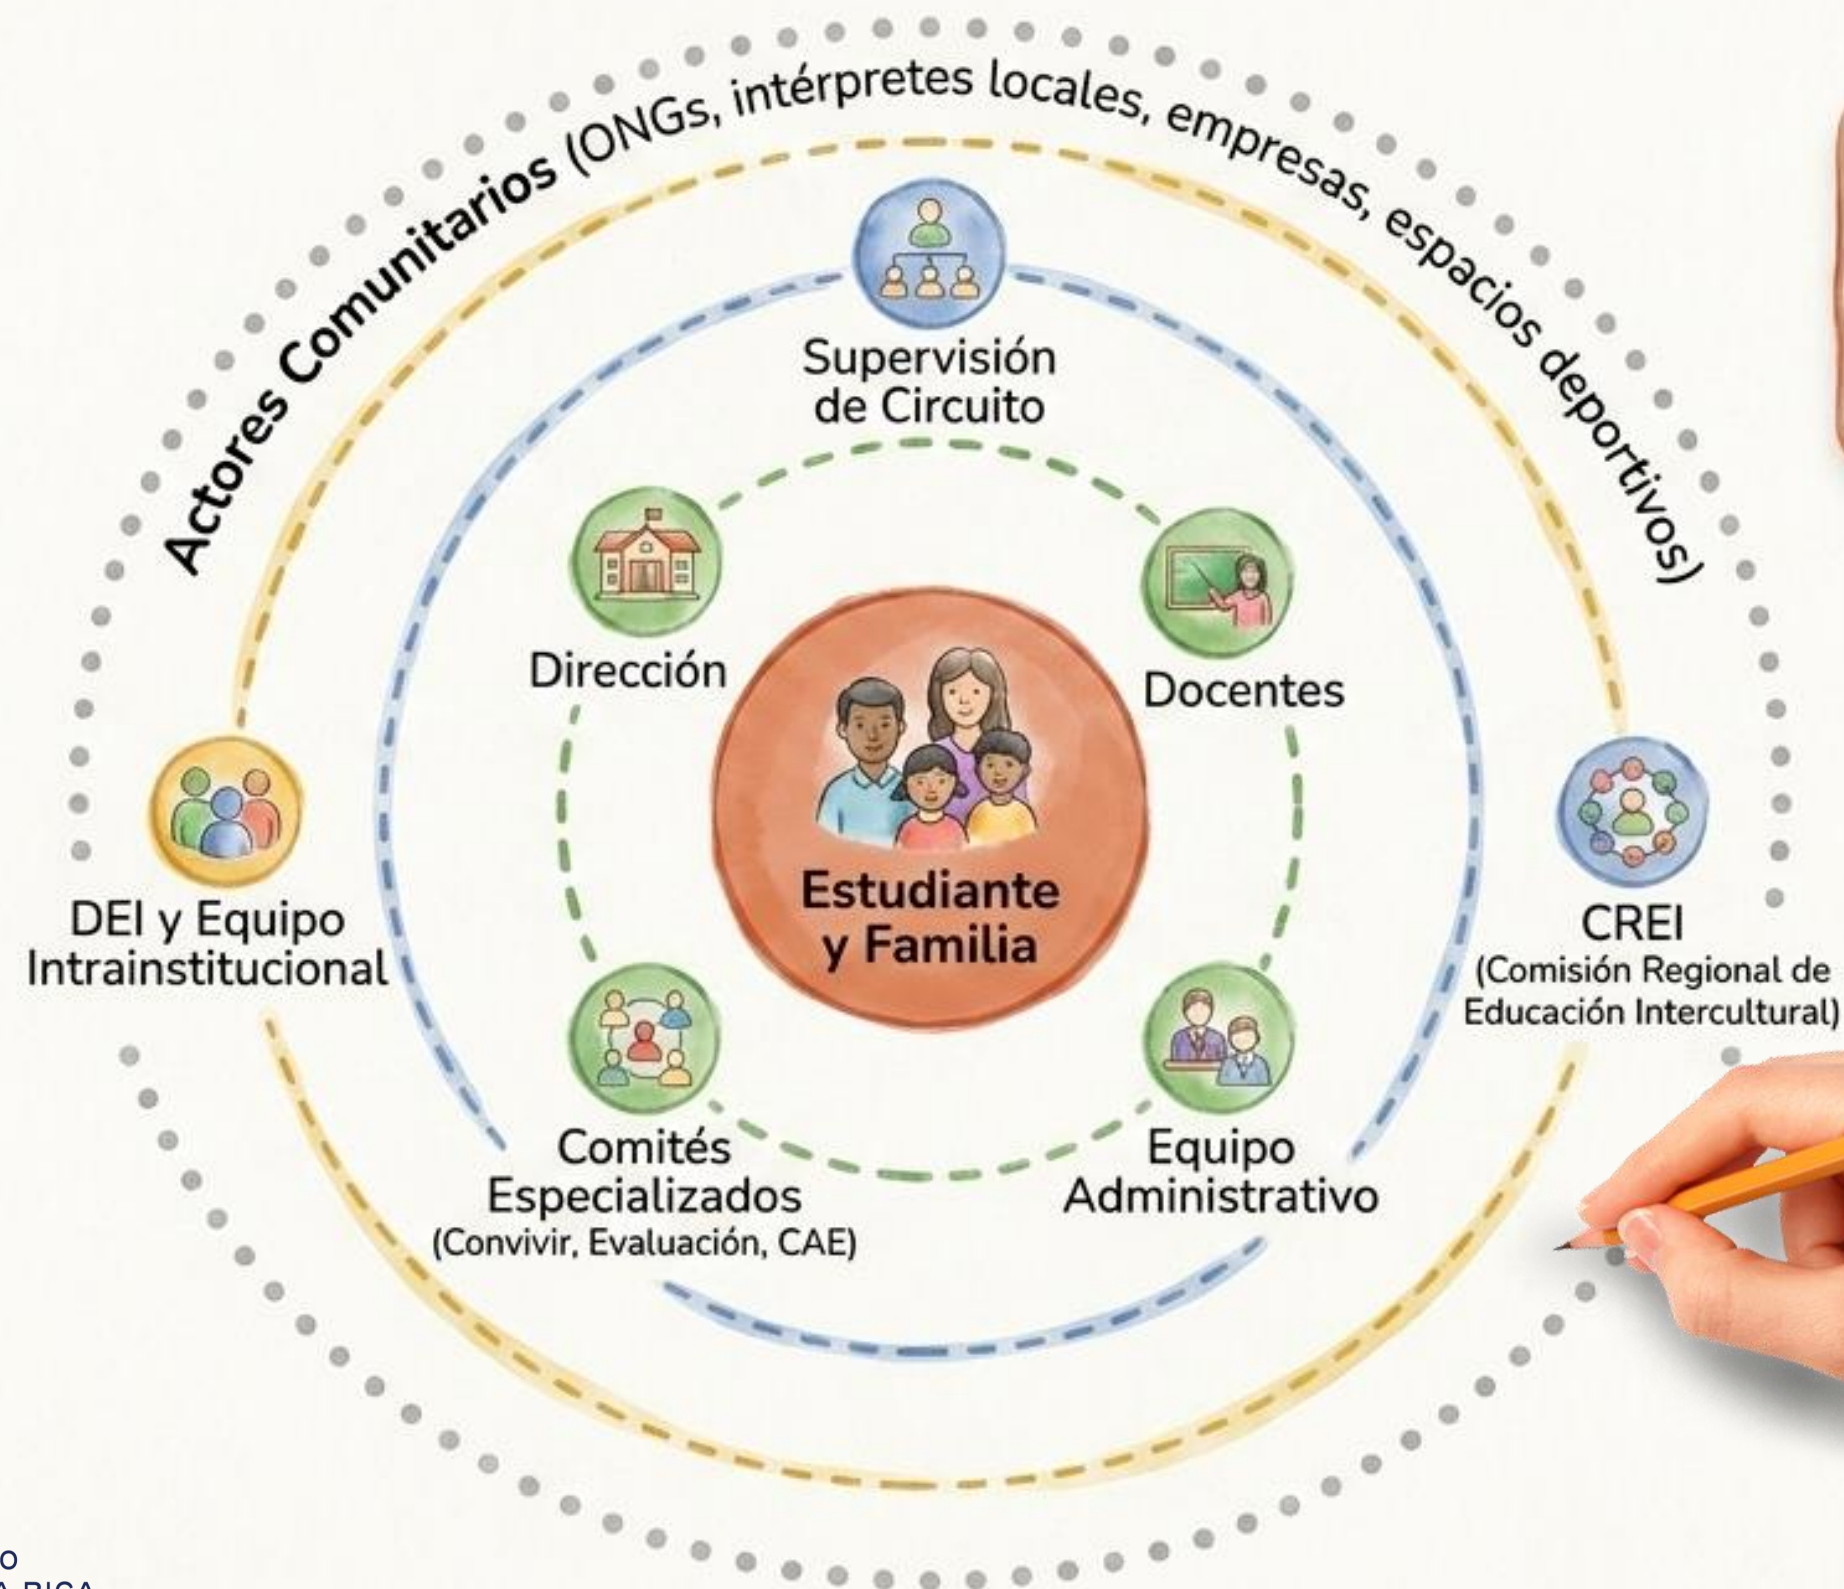 Actores Comunitarios (ONGs, intérpretes locales, empresas, espacios deportivos)
Supervisión
de Circuito
Dirección
Docentes
Estudiante
y Familia
DEI y Equipo
Intrainstitucional
CREI
(Comisión Regional de
Educación Intercultural)
Comités
Especializados
(Convivir, Evaluación, CAE)
Equipo
Administrativo